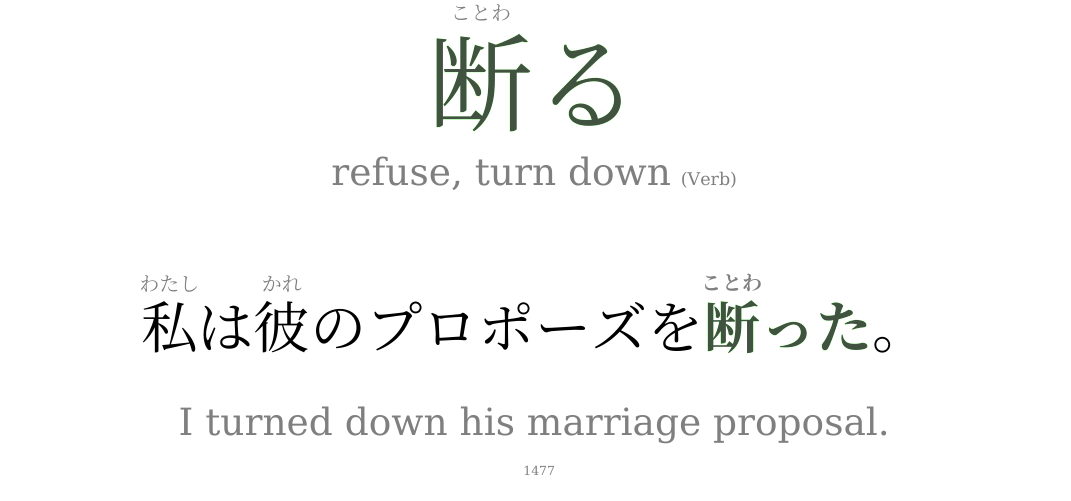 ことわ
断る
refuse, turn down (Verb)
わたし かれ ことわ
私は彼のプロポーズを断った。
I turned down his marriage proposal.
1477